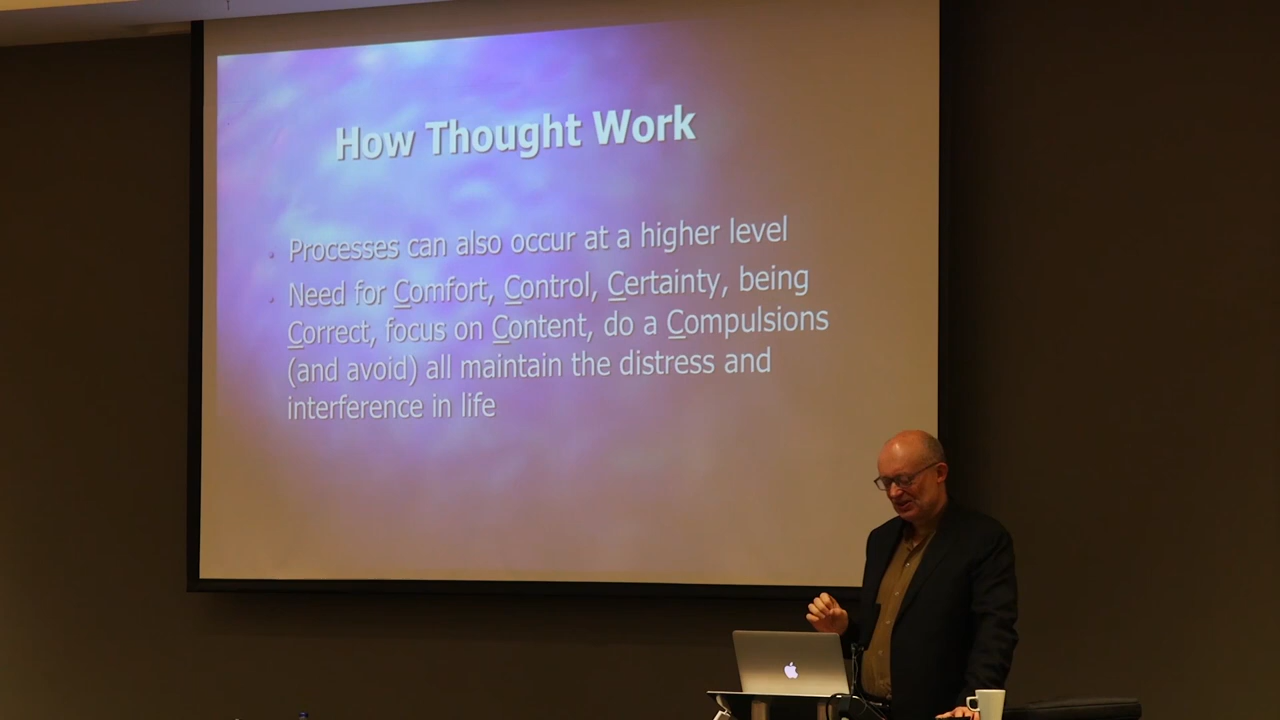 How Thought Work
• Processes can also occur at a higher level
• Need for Comfort, Control, Certainty, being
Correct, focus on Content, do a Compulsions
(and avoid) all maintain the distress and
interference in life